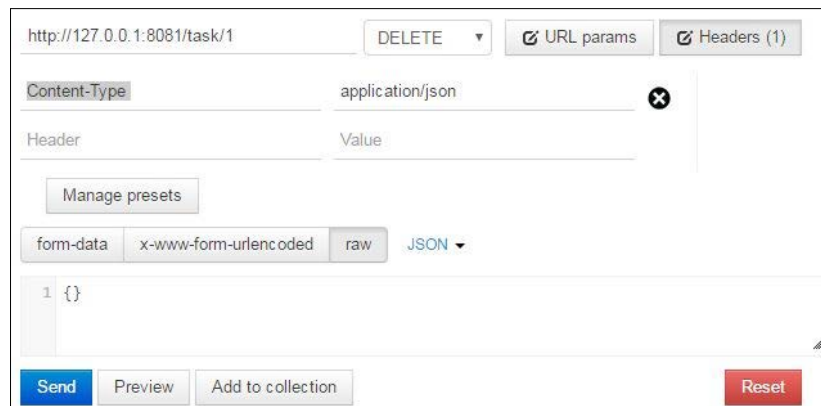 http://127.0.0.1:8081/task/1 DELETE URL params Headers (1)
Content-Type application/json
Header Value
Manage presets
form-data x-www-form-urlencoded raw JSON
1 {}
Send Preview Add to collection Reset